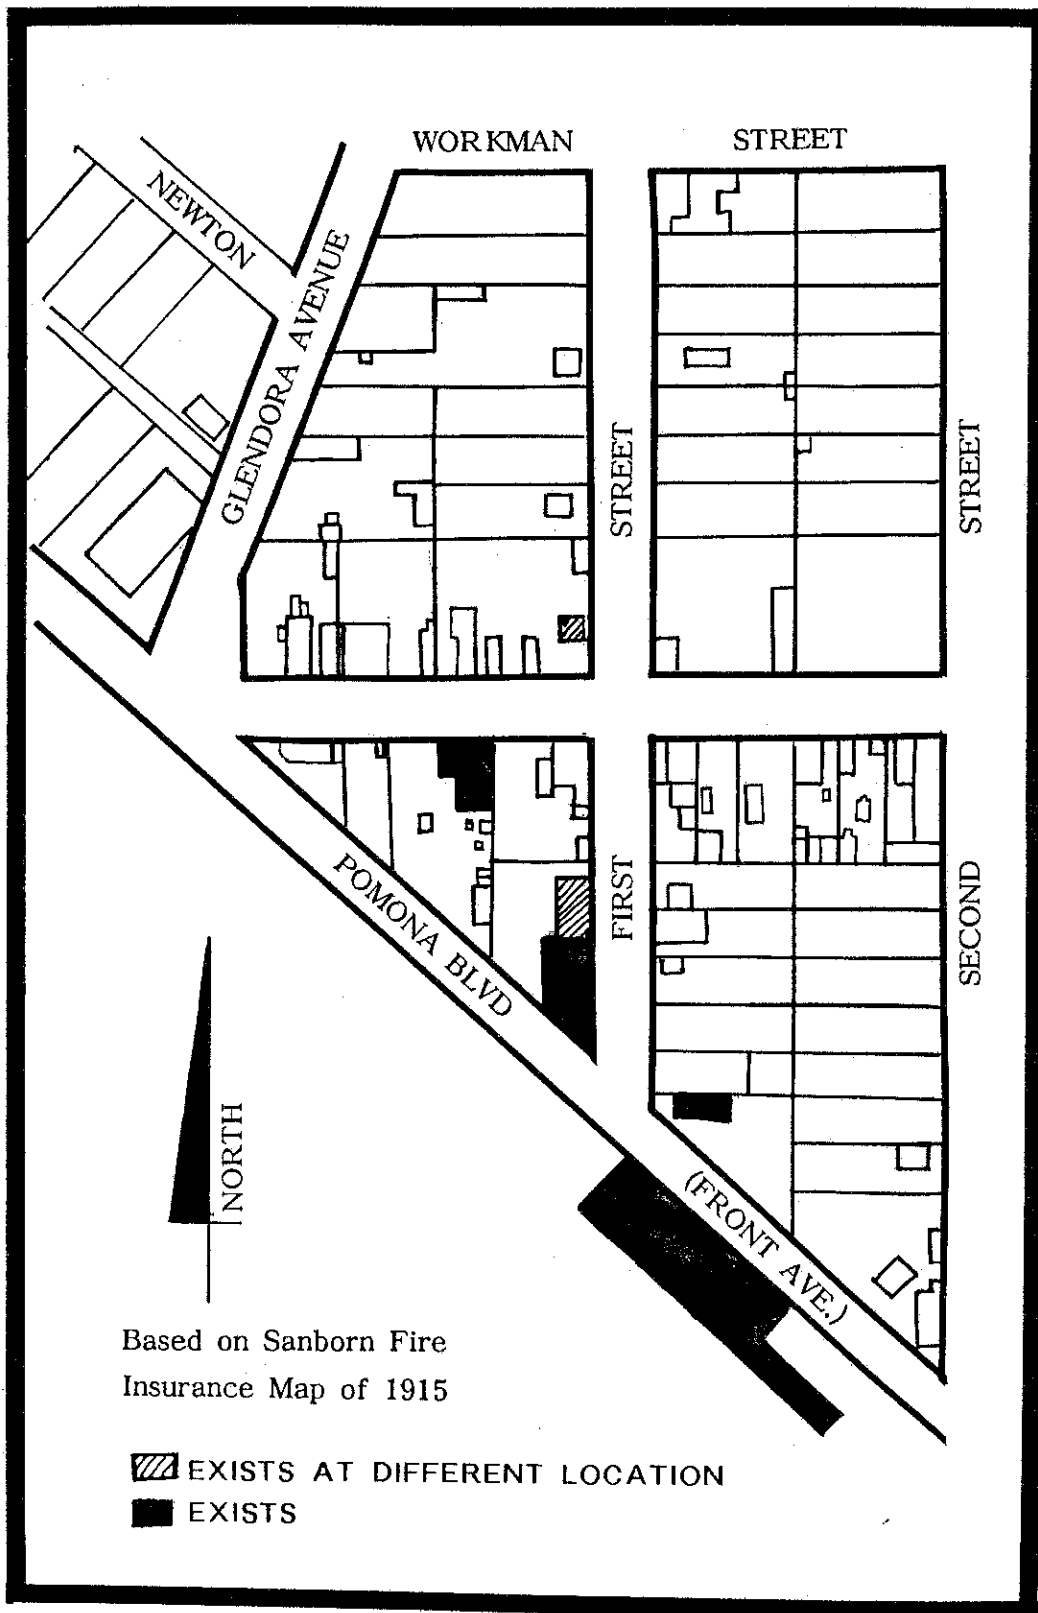 WORKMAN STREET
NEWTON
GLENDORA AVENUE
STREET
STREET
POMONA BLVD
FIRST
SECOND
(FRONT AVE.)
NORTH
Based on Sanborn Fire
Insurance Map of 1915
EXISTS AT DIFFERENT LOCATION
EXISTS